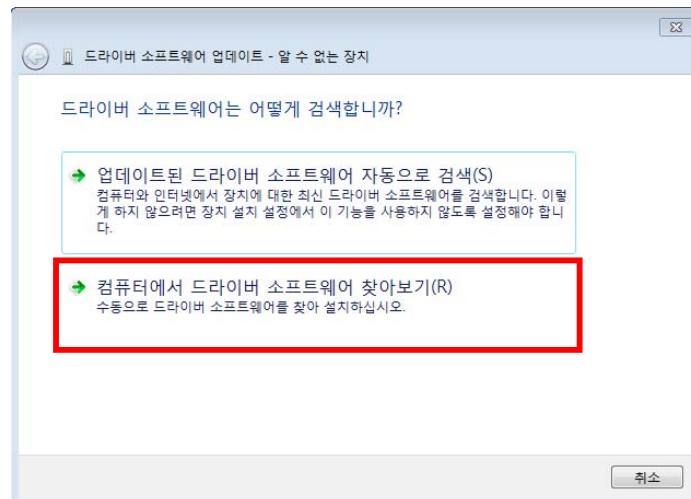 드라이버 소프트웨어 업데이트 - 알 수 없는 장치
드라이버 소프트웨어는 어떻게 검색합니까?
업데이트된 드라이버 소프트웨어 자동으로 검색(S)
컴퓨터와 인터넷에서 장치에 대한 최신 드라이버 소프트웨어를 검색합니다. 이렇
게 하지 않으려면 장치 설치 설정에서 이 기능을 사용하지 않도록 설정해야 합니
다.
컴퓨터에서 드라이버 소프트웨어 찾아보기(R)
수동으로 드라이버 소프트웨어를 찾아 설치하십시오.
취소